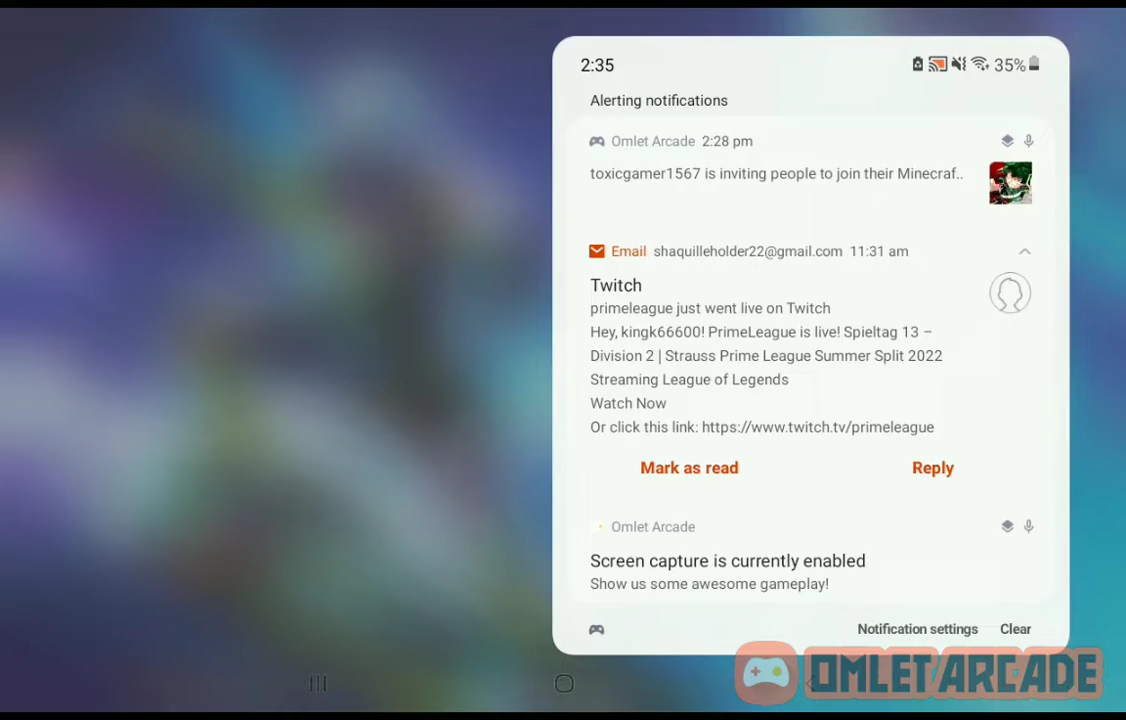 2:35
35%
Alerting notifications
Omlet Arcade 2:28 pm
toxicgamer1567 is inviting people to join their Minecraf..
Email shaquilleholder22@gmail.com 11:31 am
Twitch
primeleague just went live on Twitch
Hey, kingk66600! PrimeLeague is live! Spieltag 13 –
Division 2 | Strauss Prime League Summer Split 2022
Streaming League of Legends
Watch Now
Or click this link: https://www.twitch.tv/primeleague
Mark as read
Reply
Omlet Arcade
Screen capture is currently enabled
Show us some awesome gameplay!
Notification settings
Clear
OMLET ARCADE